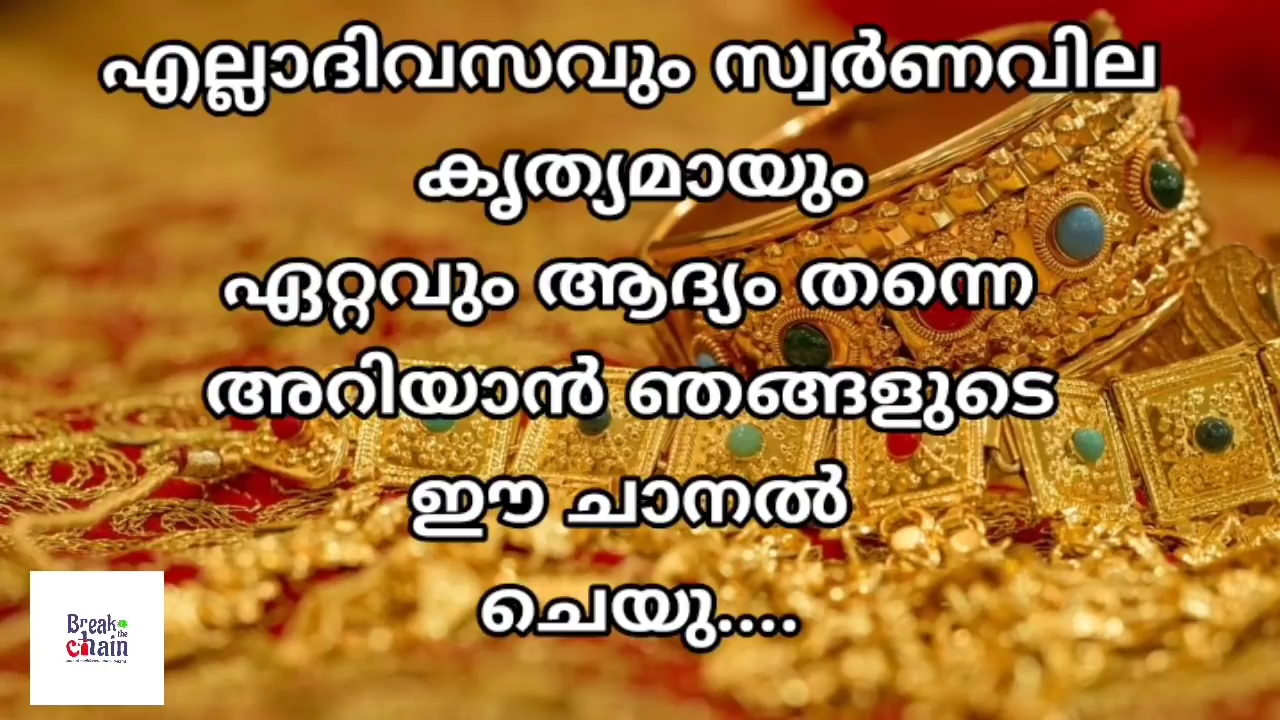 എല്ലാദിവസവും സ്വർണവില
കൃത്യമായും
ഏറ്റവും ആദ്യം തന്നെ
അറിയാൻ ഞങ്ങളുടെ
ഈ ചാനൽ
ചെയു....
Break
the
chain